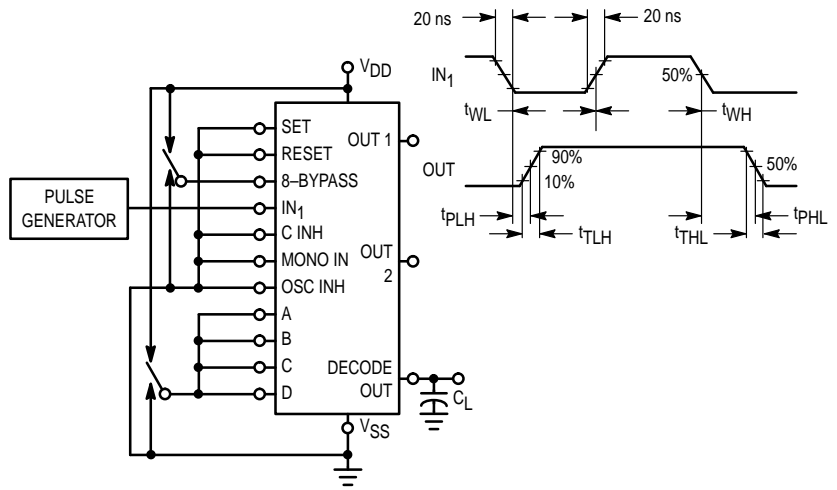 20 ns
20 ns
IN1
50%
tWL
tWH
OUT
90%
10%
50%
tPLH
tTLH
tTHL
tPHL
VDD
SET
RESET
8–BYPASS
IN1
C INH
MONO IN
OSC INH
A
B
C
D
OUT 1
OUT
2
DECODE
OUT
CL
VSS
PULSE
GENERATOR